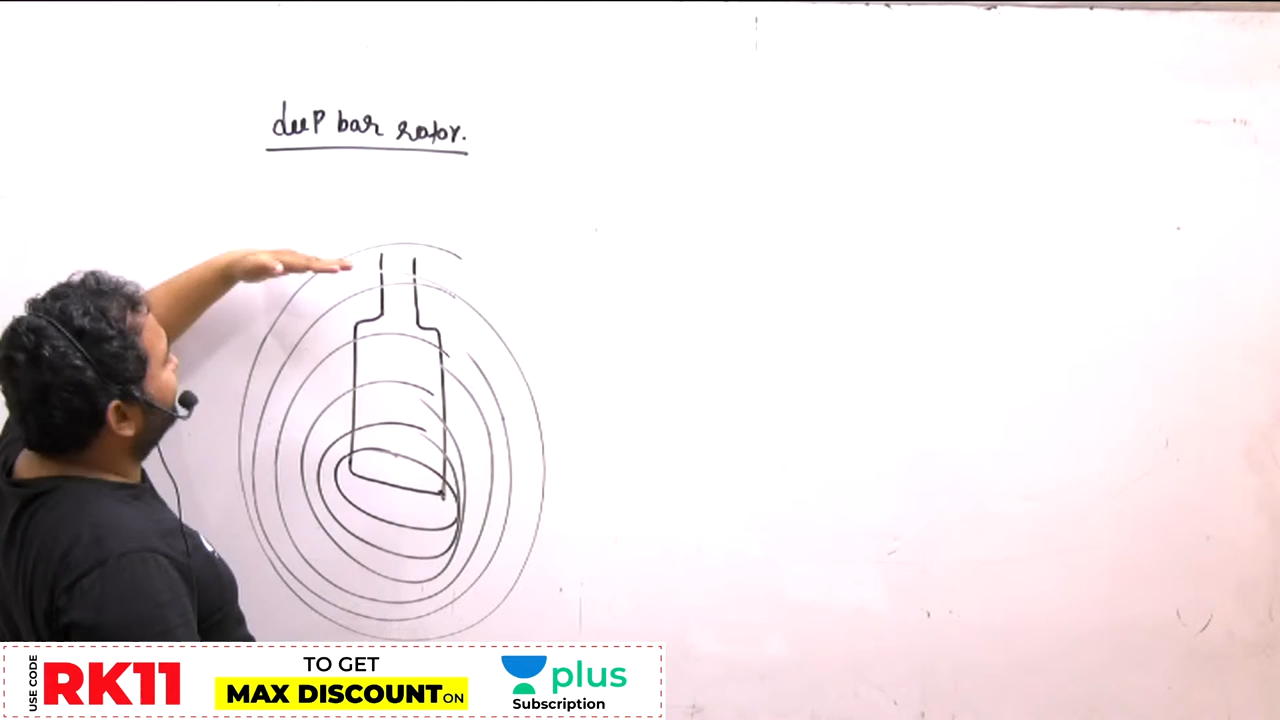 deep bar rotor.
USE CODE
RK11
TO GET
MAX DISCOUNT ON
plus
Subscription